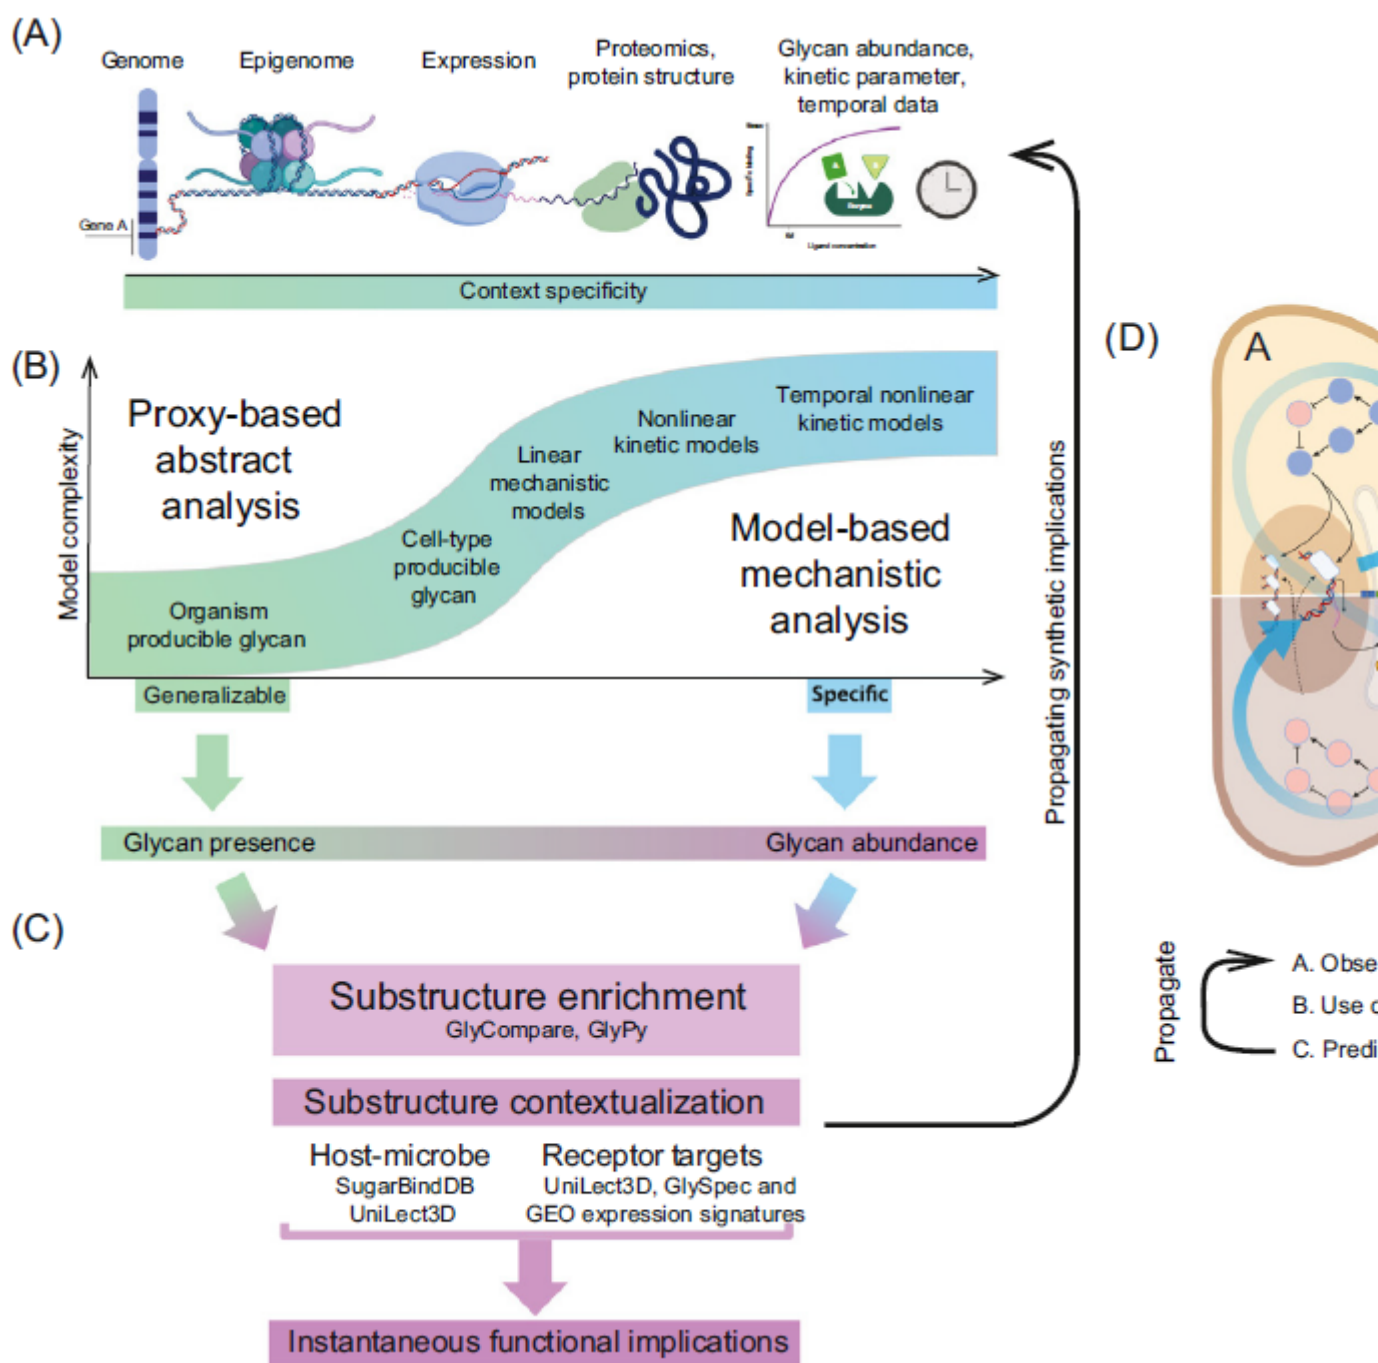 (A)
Genome
Epigenome
Expression
Proteomics,
protein structure
Glycan abundance,
kinetic parameter,
temporal data
Gene A
Ligand concentration
Context specificity
(B)
Model complexity
Proxy-based
abstract
analysis
Organism
producible glycan
Cell-type
producible
glycan
Linear
mechanistic
models
Nonlinear
kinetic models
Temporal nonlinear
kinetic models
Model-based
mechanistic
analysis
Generalizable
Specific
Glycan presence
Glycan abundance
(C)
Substructure enrichment
GlyCompare, GlyPy
Substructure contextualization
Host-microbe
SugarBindDB
UniLect3D
Receptor targets
UniLect3D, GlySpec and
GEO expression signatures
Instantaneous functional implications
Propagating synthetic implications
(D)
A
Propagate
A. Obse
B. Use
C. Predi